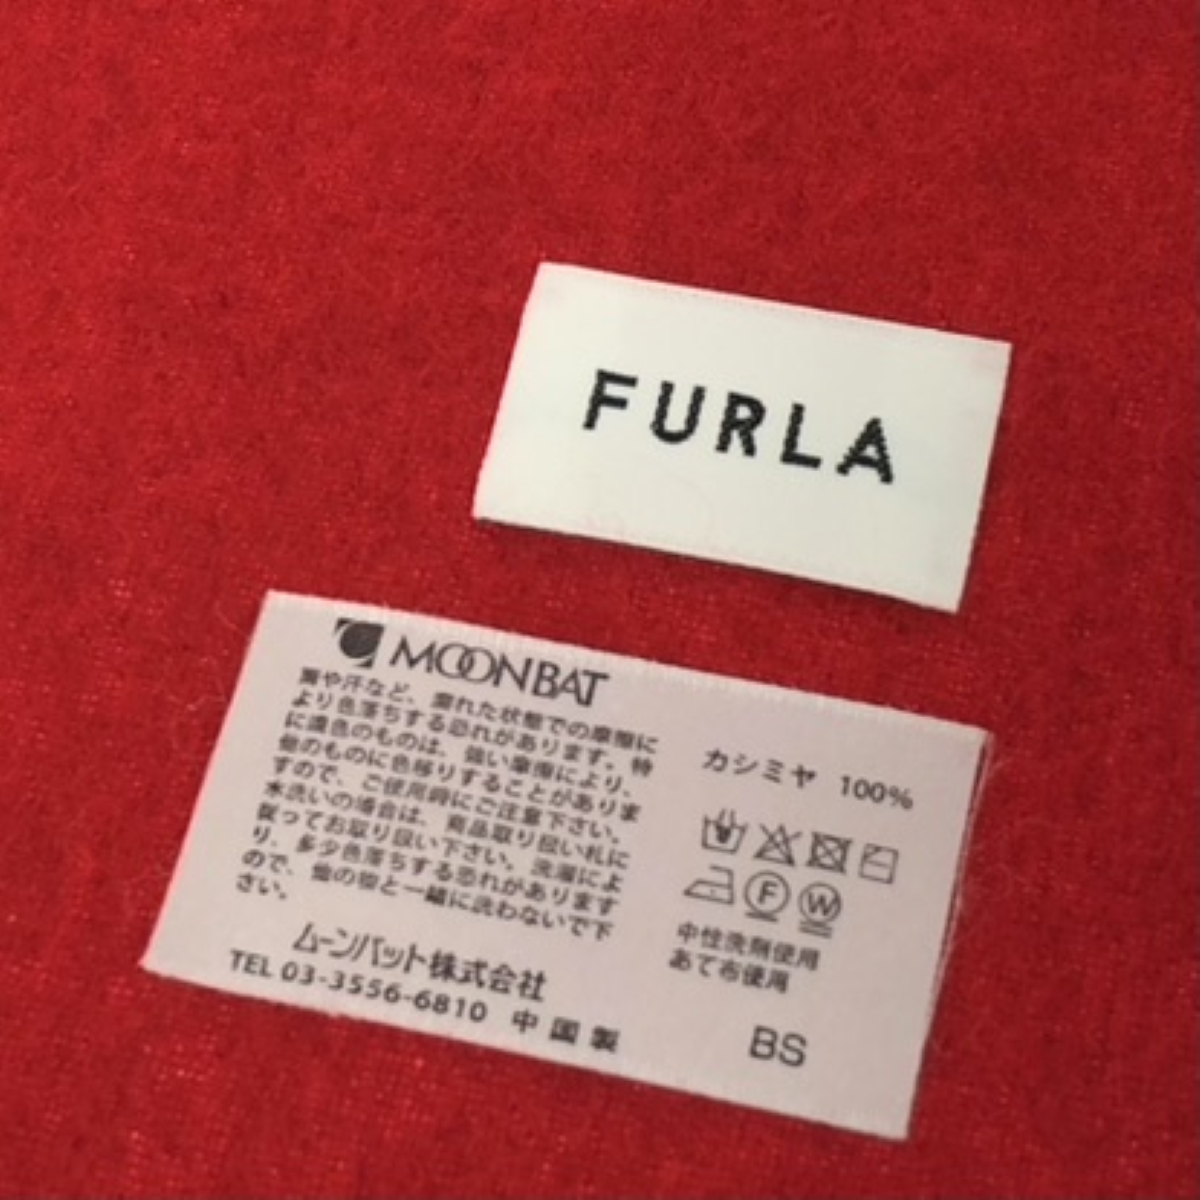 FURLA
MOONBAT
雨や汗など、濡れた状態での摩擦に
より色落ちする恐れがあります。特
に濃色のものは、強い摩擦により、
他のものに色移りすることがありま
すので、ご使用時にご注意下さい。
水洗いの場合は、商品取り扱い札に
従ってお取り扱い下さい。洗濯によ
り、多少色落ちする恐れがあります
ので、他の物と一緒に洗わないで下
さい。
ムーンバット株式会社
TEL 03-3556-6810 中国製
カシミヤ 100%
F W
中性洗剤使用
あて布使用
BS